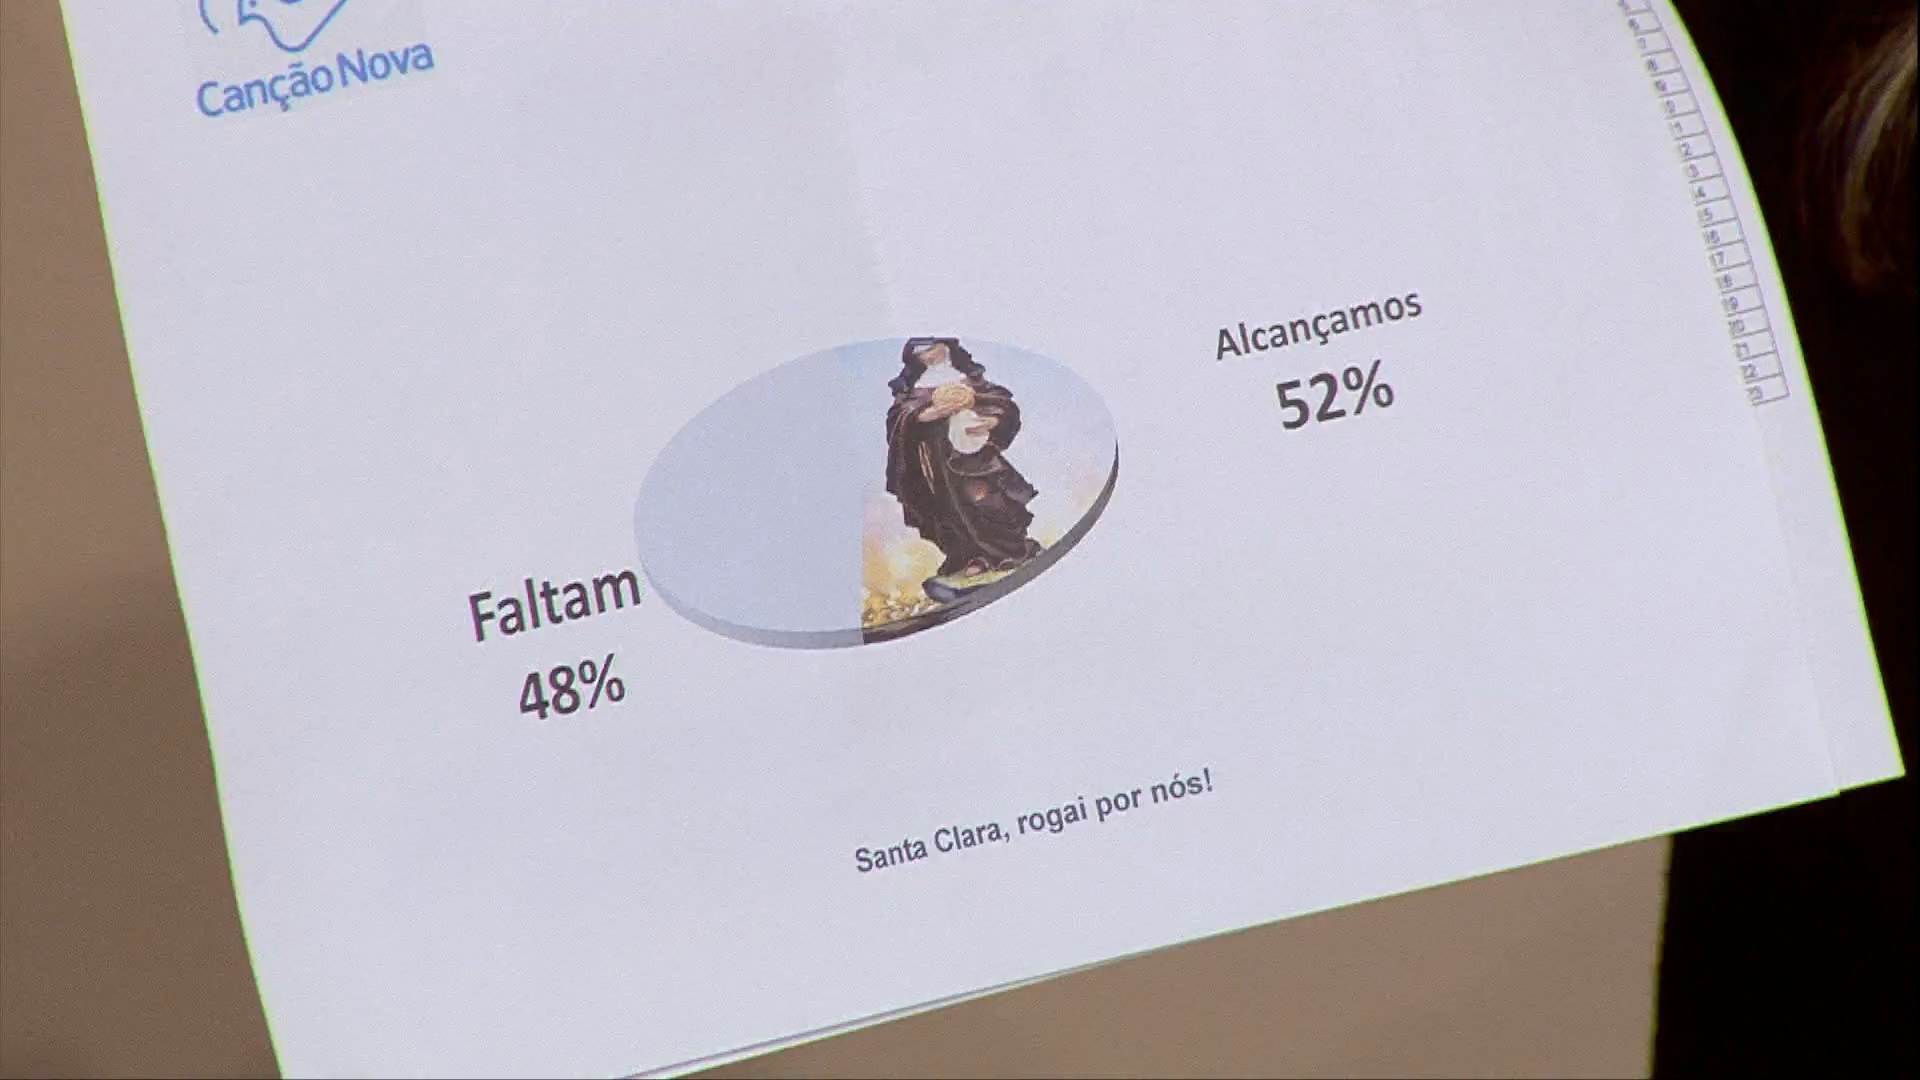 Canção Nova
Alcançamos
52%
Faltam
48%
Santa Clara, rogai por nós!